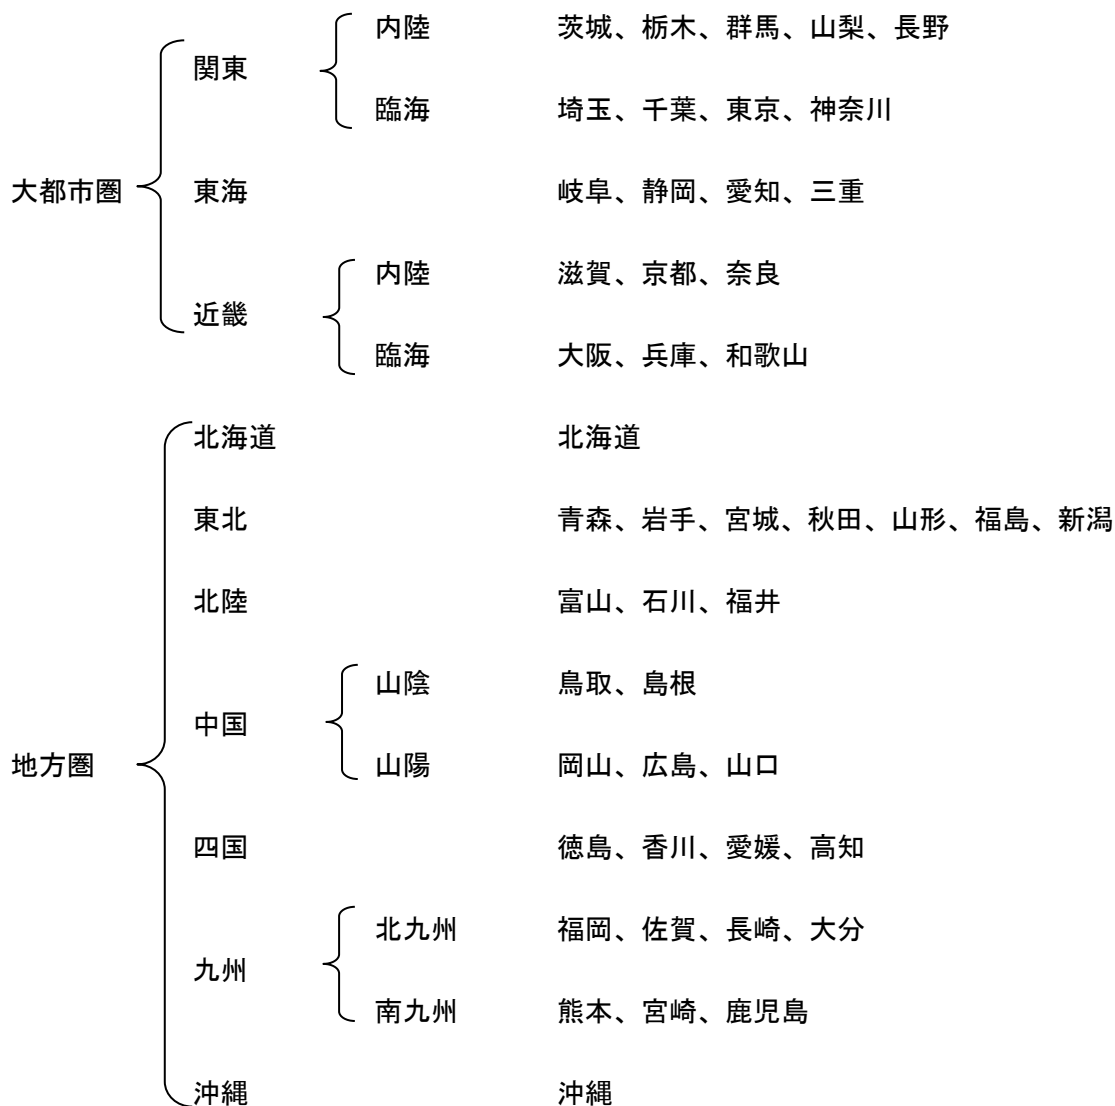 内陸 茨城、栃木、群馬、山梨、長野
関東
臨海 埼玉、千葉、東京、神奈川
大都市圏 東海 岐阜、静岡、愛知、三重
内陸 滋賀、京都、奈良
近畿
臨海 大阪、兵庫、和歌山
北海道 北海道
東北 青森、岩手、宮城、秋田、山形、福島、新潟
北陸 富山、石川、福井
山陰 鳥取、島根
中国
地方圏 山陽 岡山、広島、山口
四国 徳島、香川、愛媛、高知
北九州 福岡、佐賀、長崎、大分
九州
南九州 熊本、宮崎、鹿児島
沖縄 沖縄